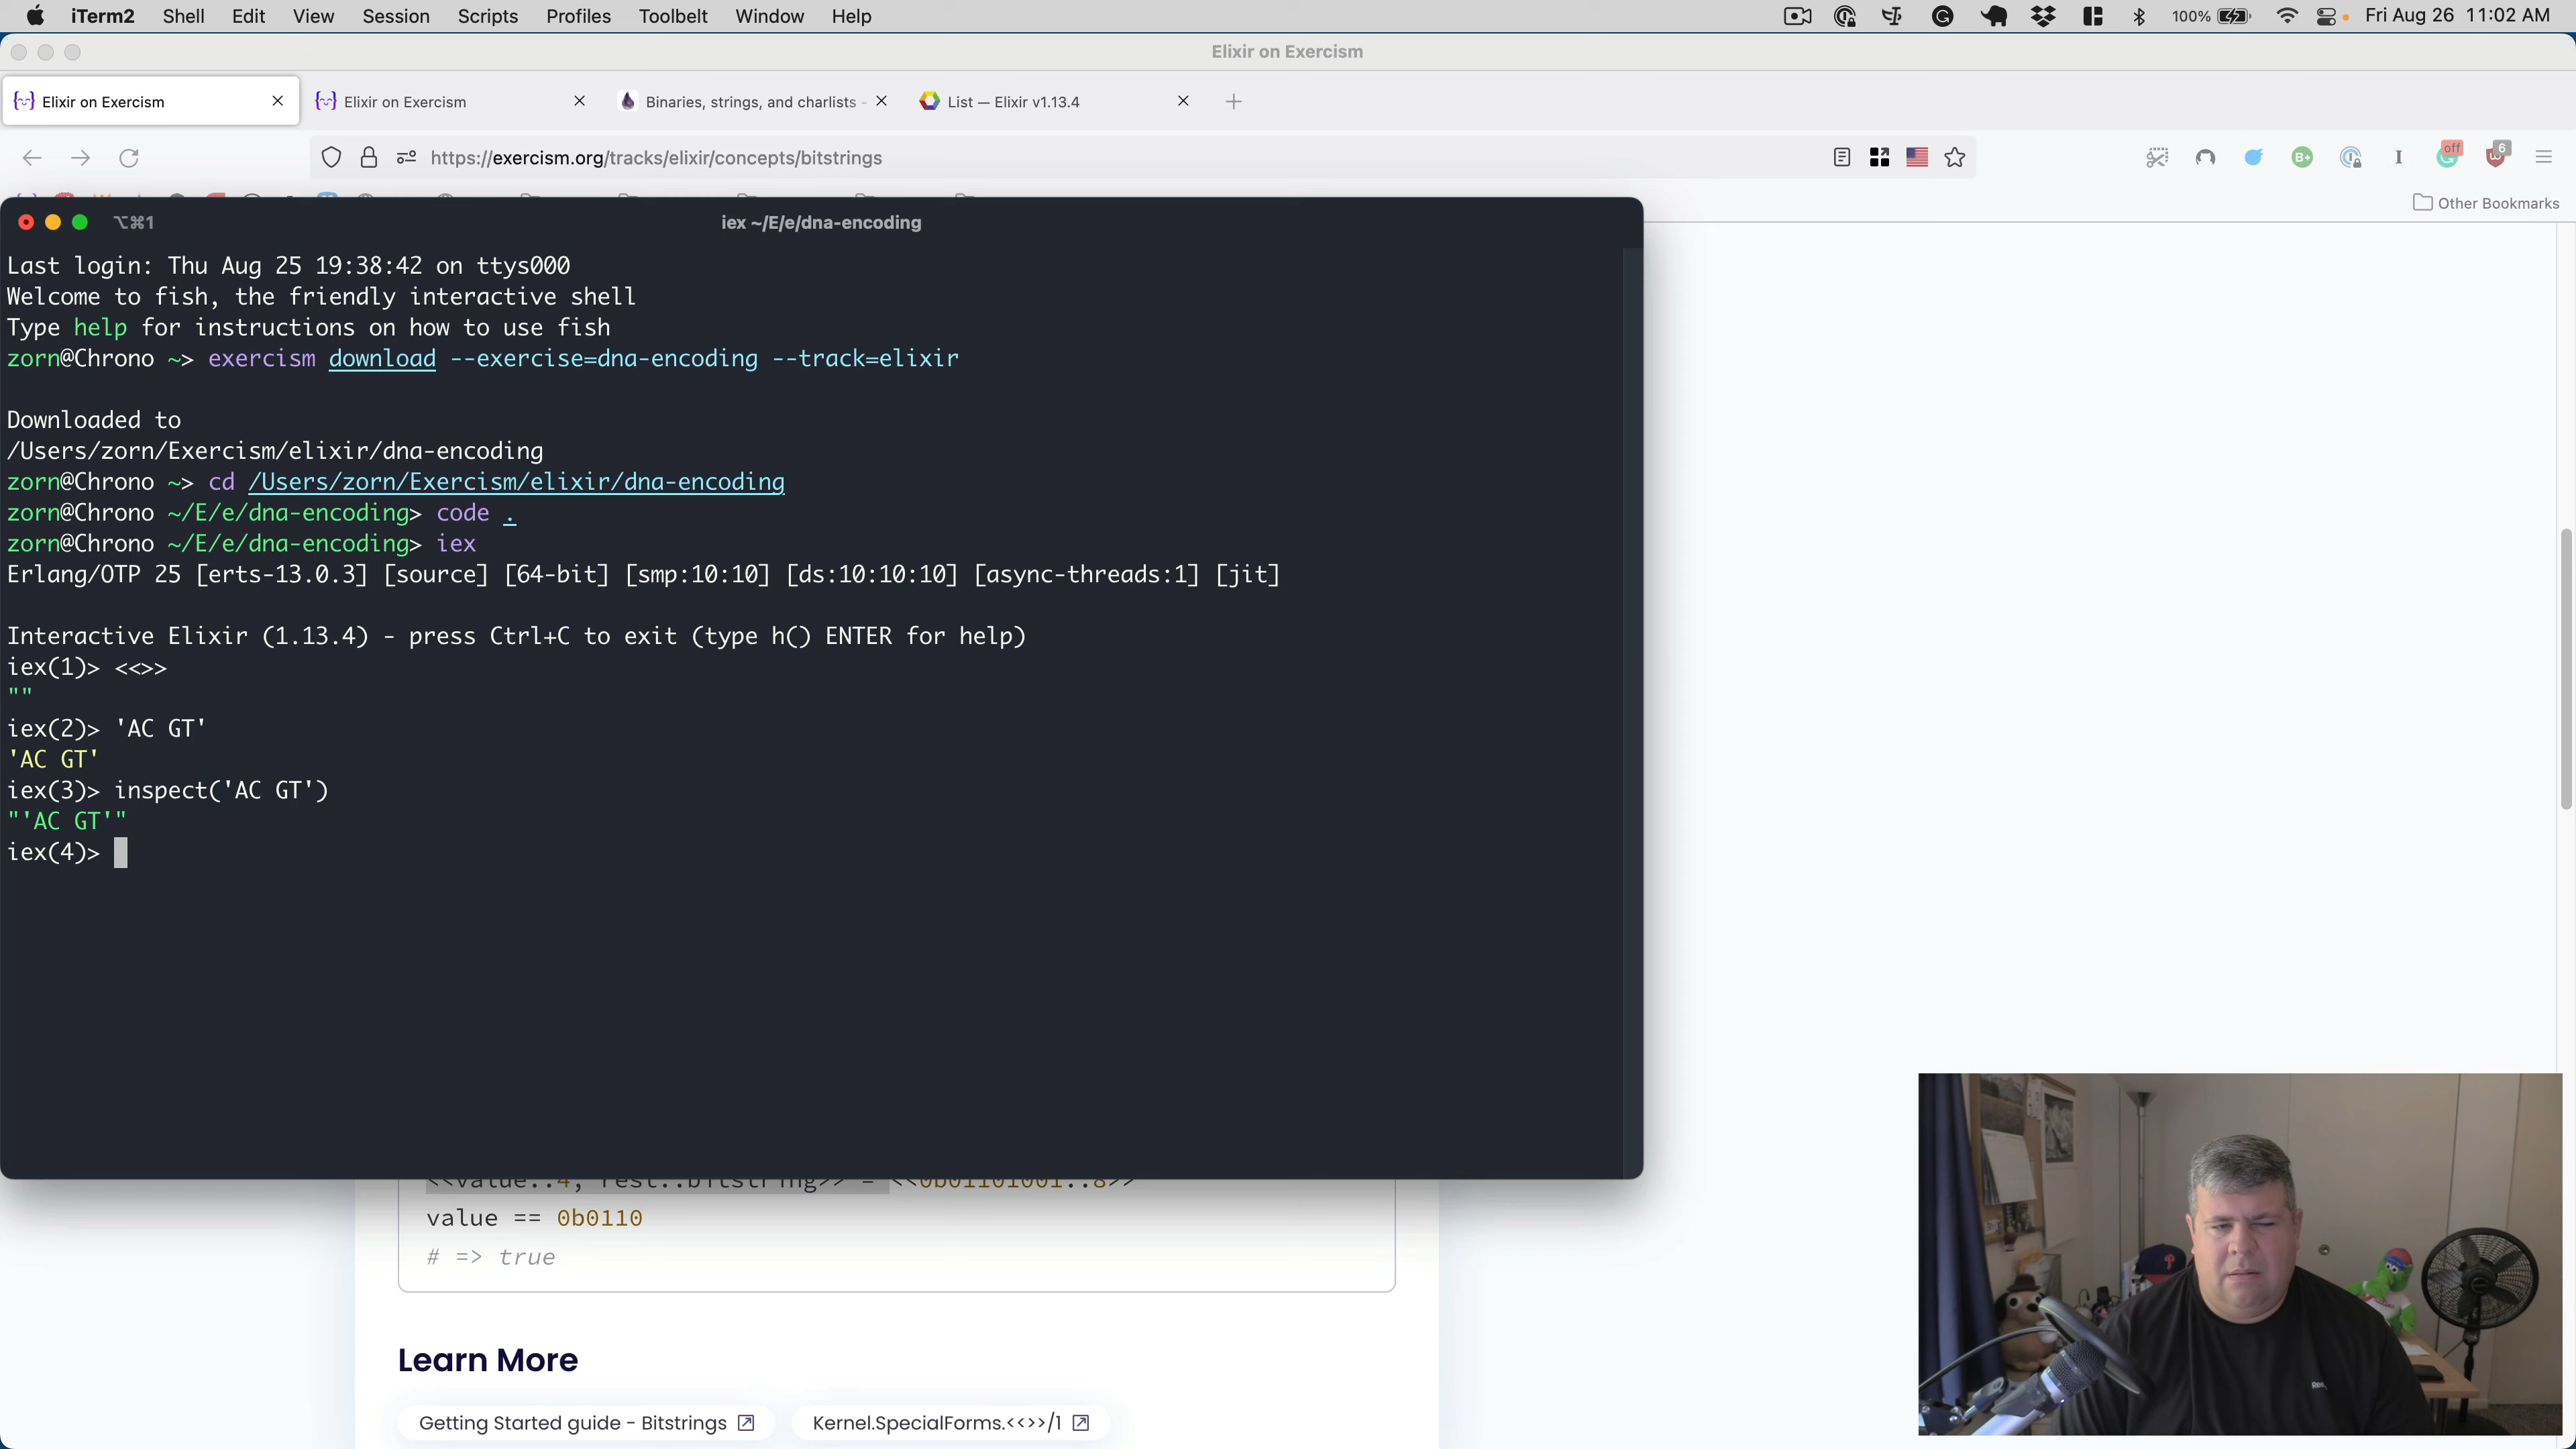 iTerm2 Shell Edit View Session Scripts Profiles Toolbelt Window Help 100% Fri Aug 26 11:02 AM
Elixir on Exercism
Elixir on Exercism Elixir on Exercism Binaries, strings, and charlists - List — Elixir v1.13.4
https://exercism.org/tracks/elixir/concepts/bitstrings off 6
Other Bookmarks
⌥⌘1 iex ~/E/e/dna-encoding
Last login: Thu Aug 25 19:38:42 on ttys000
Welcome to fish, the friendly interactive shell
Type help for instructions on how to use fish
zorn@Chrono ~> exercism download --exercise=dna-encoding --track=elixir
Downloaded to
/Users/zorn/Exercism/elixir/dna-encoding
zorn@Chrono ~> cd /Users/zorn/Exercism/elixir/dna-encoding
zorn@Chrono ~/E/e/dna-encoding> code .
zorn@Chrono ~/E/e/dna-encoding> iex
Erlang/OTP 25 [erts-13.0.3] [source] [64-bit] [smp:10:10] [ds:10:10:10] [async-threads:1] [jit]
Interactive Elixir (1.13.4) - press Ctrl+C to exit (type h() ENTER for help)
iex(1)> <<>>
""
iex(2)> 'AC GT'
'AC GT'
iex(3)> inspect('AC GT')
"'AC GT'"
iex(4)>
<<value::4, rest::bitstring>> = <<0b01101001::8>>
value == 0b0110
# => true
Learn More
Getting Started guide - Bitstrings Kernel.SpecialForms.<<>>/1